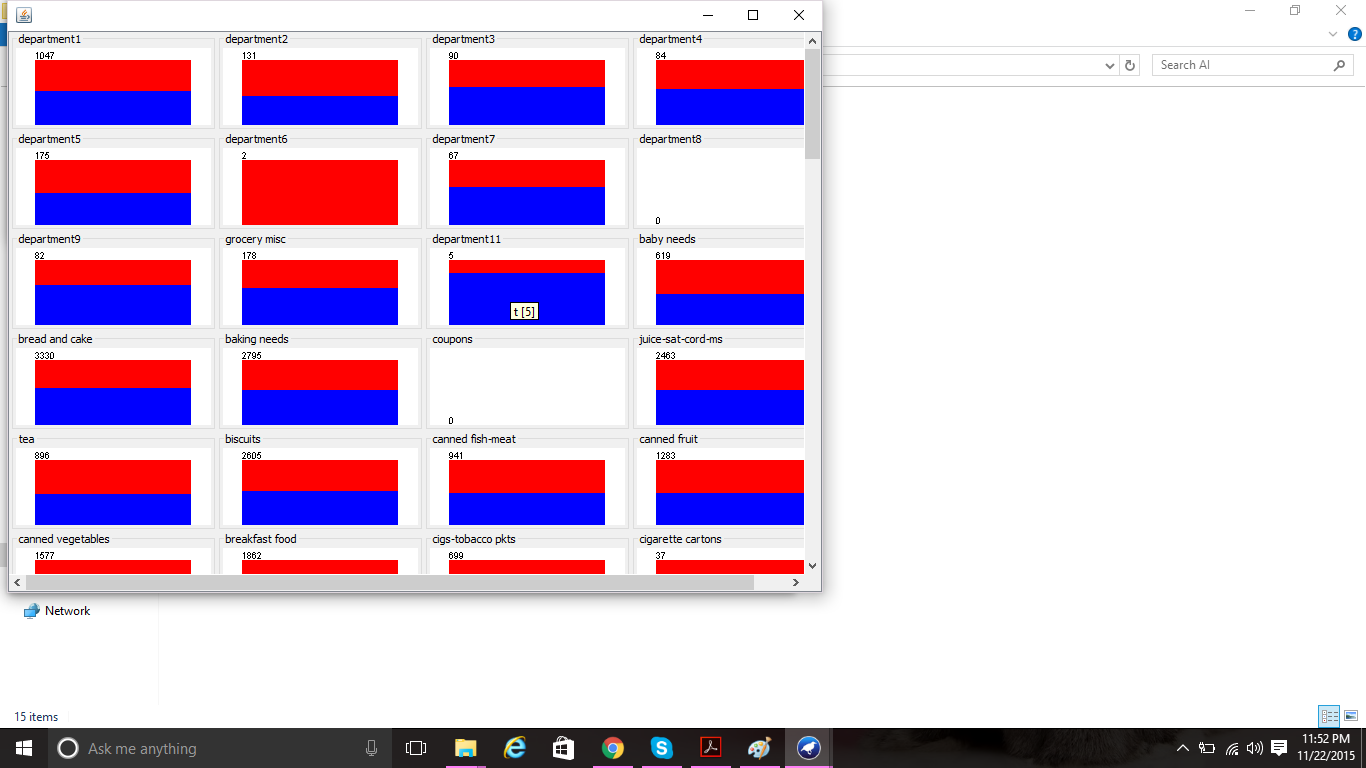 department1 department2 department3 department4
1047 131 90 84
Search AI
department5 department6 department7 department8
175 2 67
0
department9 grocery misc department11 baby needs
82 178 5 619
t [5]
bread and cake baking needs coupons juice-sat-cord-ms
3330 2795 2463
0
tea biscuits canned fish-meat canned fruit
896 2605 941 1283
canned vegetables breakfast food cigs-tobacco pkts cigarette cartons
1577 1862 699 37
Network
15 items
Ask me anything
11:52 PM
11/22/2015